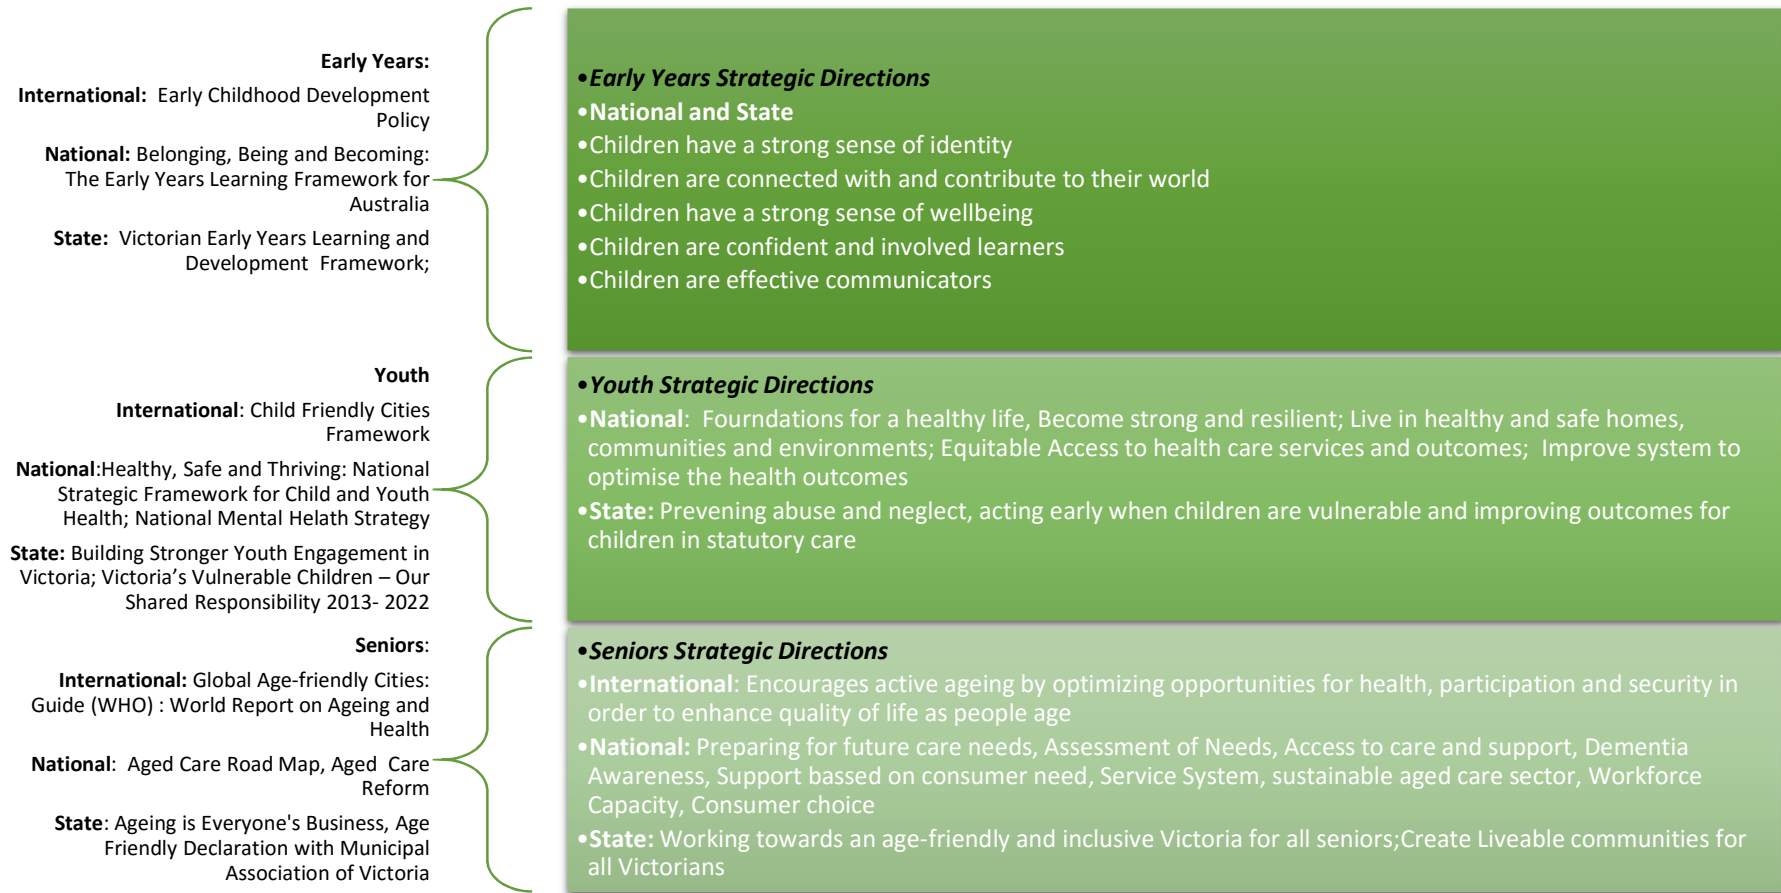 Early Years:
International: Early Childhood Development
Policy
National: Belonging, Being and Becoming:
The Early Years Learning Framework for
Australia
State: Victorian Early Years Learning and
Development Framework;
•Early Years Strategic Directions
•National and State
•Children have a strong sense of identity
•Children are connected with and contribute to their world
•Children have a strong sense of wellbeing
•Children are confident and involved learners
•Children are effective communicators
Youth
International: Child Friendly Cities
Framework
National:Healthy, Safe and Thriving: National
Strategic Framework for Child and Youth
Health; National Mental Helath Strategy
State: Building Stronger Youth Engagement in
Victoria; Victoria’s Vulnerable Children – Our
Shared Responsibility 2013- 2022
•Youth Strategic Directions
•National: Fourndations for a healthy life, Become strong and resilient; Live in healthy and safe homes,
communities and environments; Equitable Access to health care services and outcomes; Improve system to
optimise the health outcomes
•State: Prevening abuse and neglect, acting early when children are vulnerable and improving outcomes for
children in statutory care
Seniors:
International: Global Age-friendly Cities:
Guide (WHO) : World Report on Ageing and
Health
National: Aged Care Road Map, Aged Care
Reform
State: Ageing is Everyone's Business, Age
Friendly Declaration with Municipal
Association of Victoria
•Seniors Strategic Directions
•International: Encourages active ageing by optimizing opportunities for health, participation and security in
order to enhance quality of life as people age
•National: Preparing for future care needs, Assessment of Needs, Access to care and support, Dementia
Awareness, Support bassed on consumer need, Service System, sustainable aged care sector, Workforce
Capacity, Consumer choice
•State: Working towards an age-friendly and inclusive Victoria for all seniors;Create Liveable communities for
all Victorians